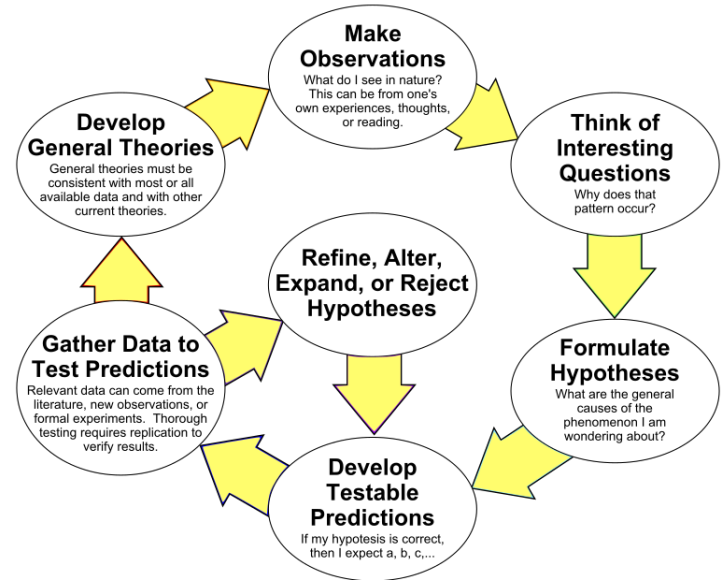 Make
Observations
What do I see in nature?
This can be from one's
own experiences, thoughts,
or reading.
Think of
Interesting
Questions
Why does that
pattern occur?
Formulate
Hypotheses
What are the general
causes of the
phenomenon I am
wondering about?
Develop
Testable
Predictions
If my hypotesis is correct,
then I expect a, b, c,...
Gather Data to
Test Predictions
Relevant data can come from the
literature, new observations, or
formal experiments. Thorough
testing requires replication to
verify results.
Refine, Alter,
Expand, or Reject
Hypotheses
Develop
General Theories
General theories must be
consistent with most or all
available data and with other
current theories.